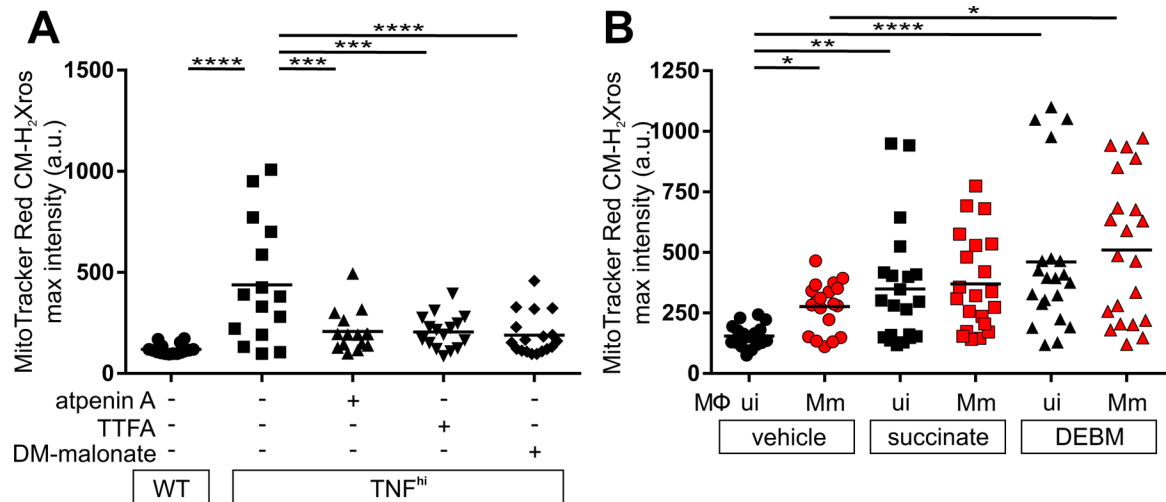 A
MitoTracker Red CM-H₂Xros
max intensity (a.u.)
1500
1000
500
0
****
***
***
****
atpenin A - - + - -
TTFA - - - + -
DM-malonate - - - - +
WT TNFʰⁱ
B
MitoTracker Red CM-H₂Xros
max intensity (a.u.)
1250
1000
750
500
250
0
*
**
****
*
MΦ ui Mm ui Mm ui Mm
vehicle succinate DEBM